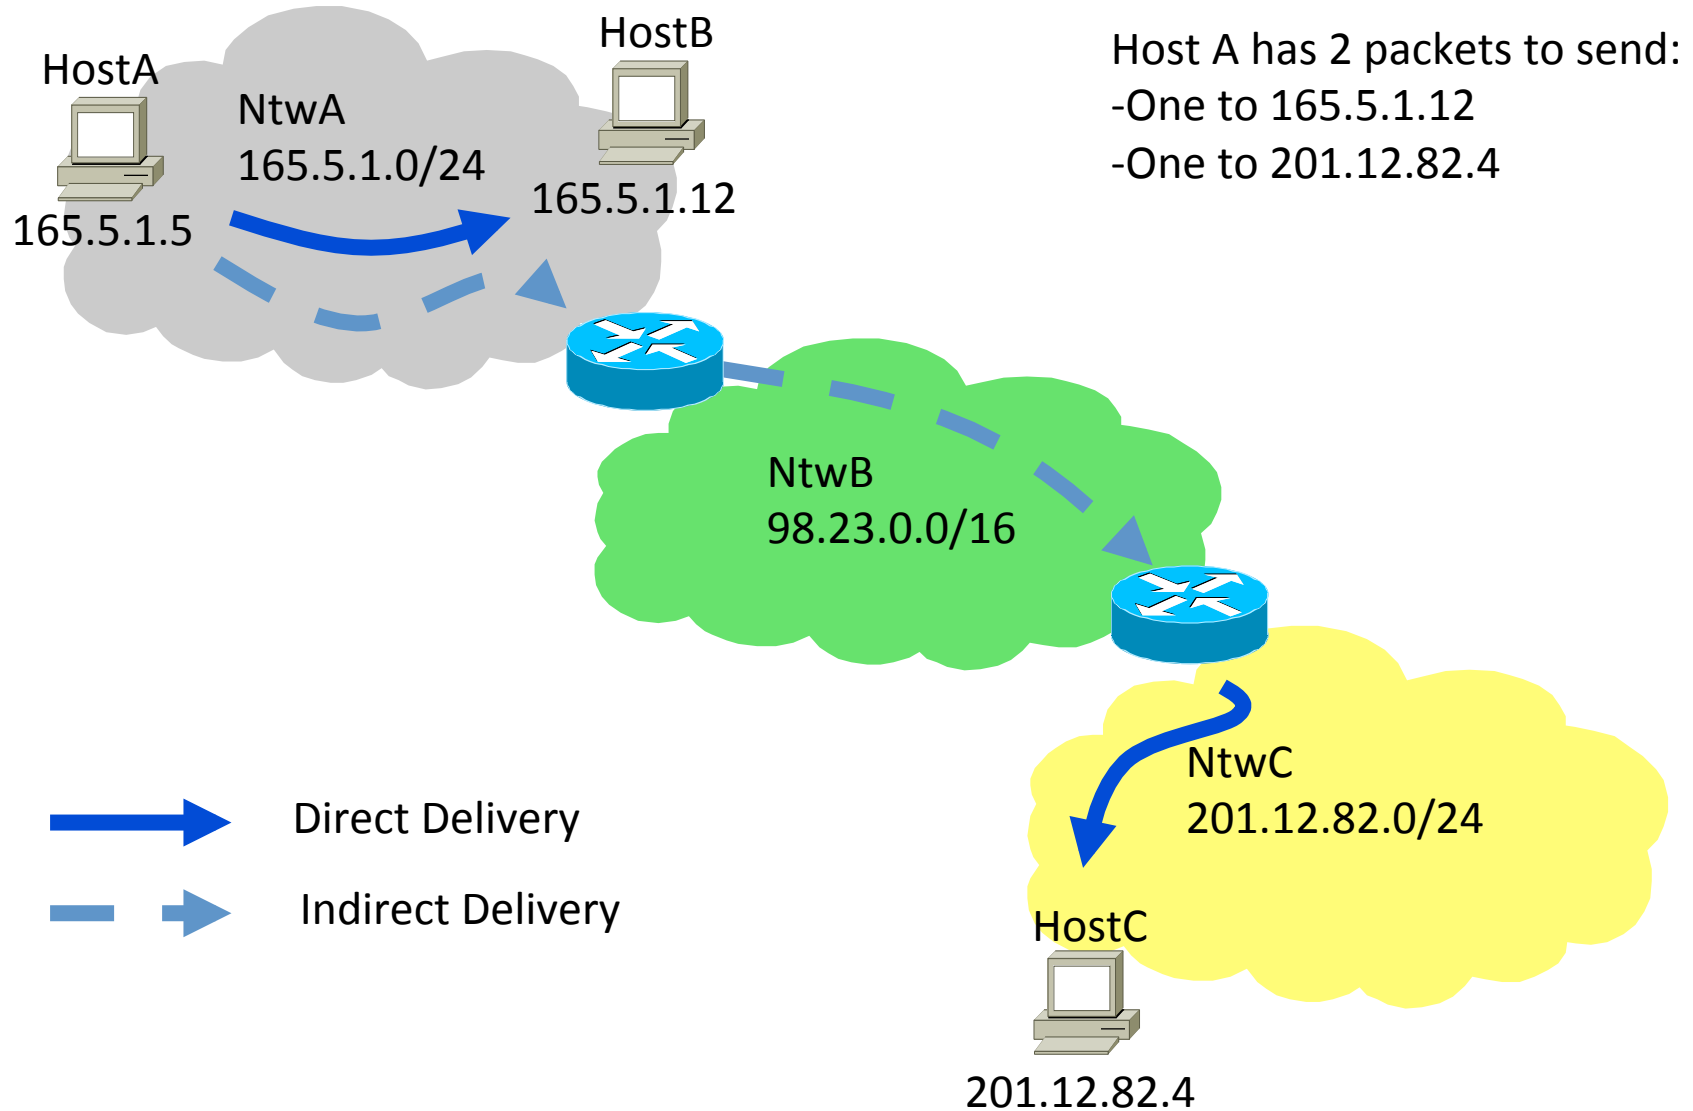 HostA
165.5.1.5
NtwA
165.5.1.0/24
HostB
165.5.1.12
Host A has 2 packets to send:
-One to 165.5.1.12
-One to 201.12.82.4
NtwB
98.23.0.0/16
NtwC
201.12.82.0/24
Direct Delivery
Indirect Delivery
HostC
201.12.82.4